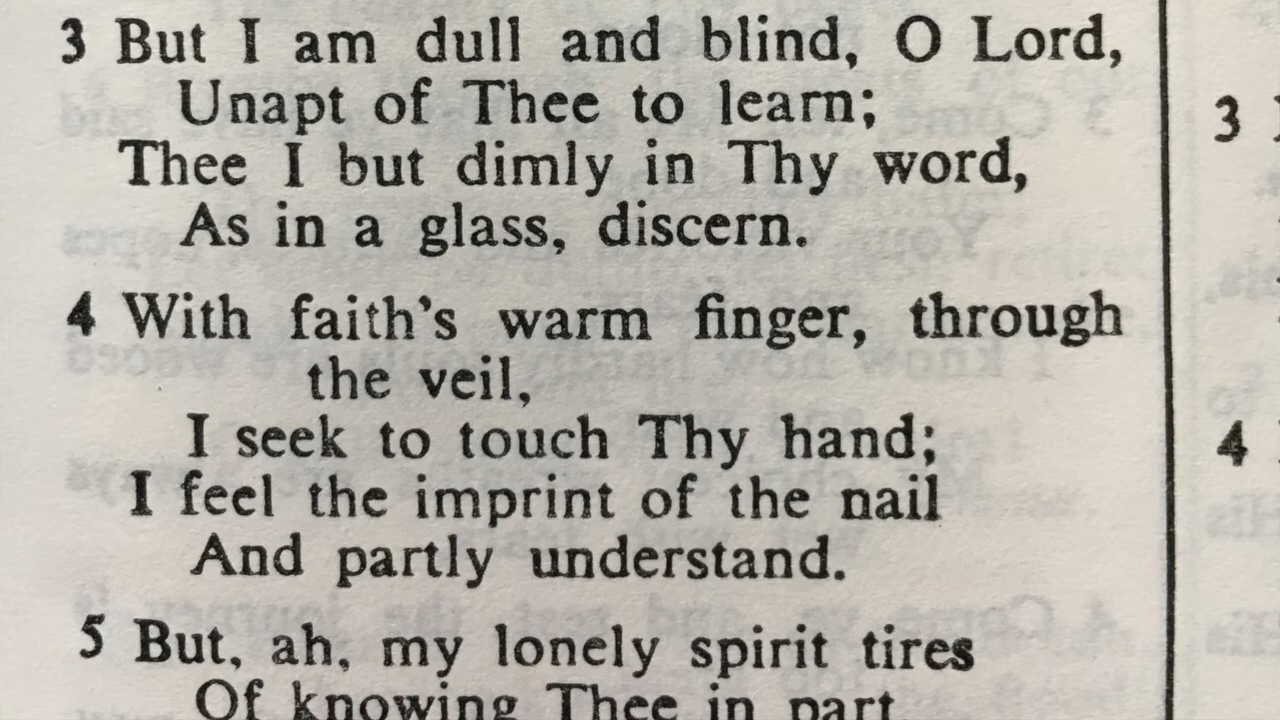 3 But I am dull and blind, O Lord,
Unapt of Thee to learn;
Thee I but dimly in Thy word,
As in a glass, discern.
4 With faith's warm finger, through
the veil,
I seek to touch Thy hand;
I feel the imprint of the nail
And partly understand.
5 But, ah, my lonely spirit tires
Of knowing Thee in part
3
4